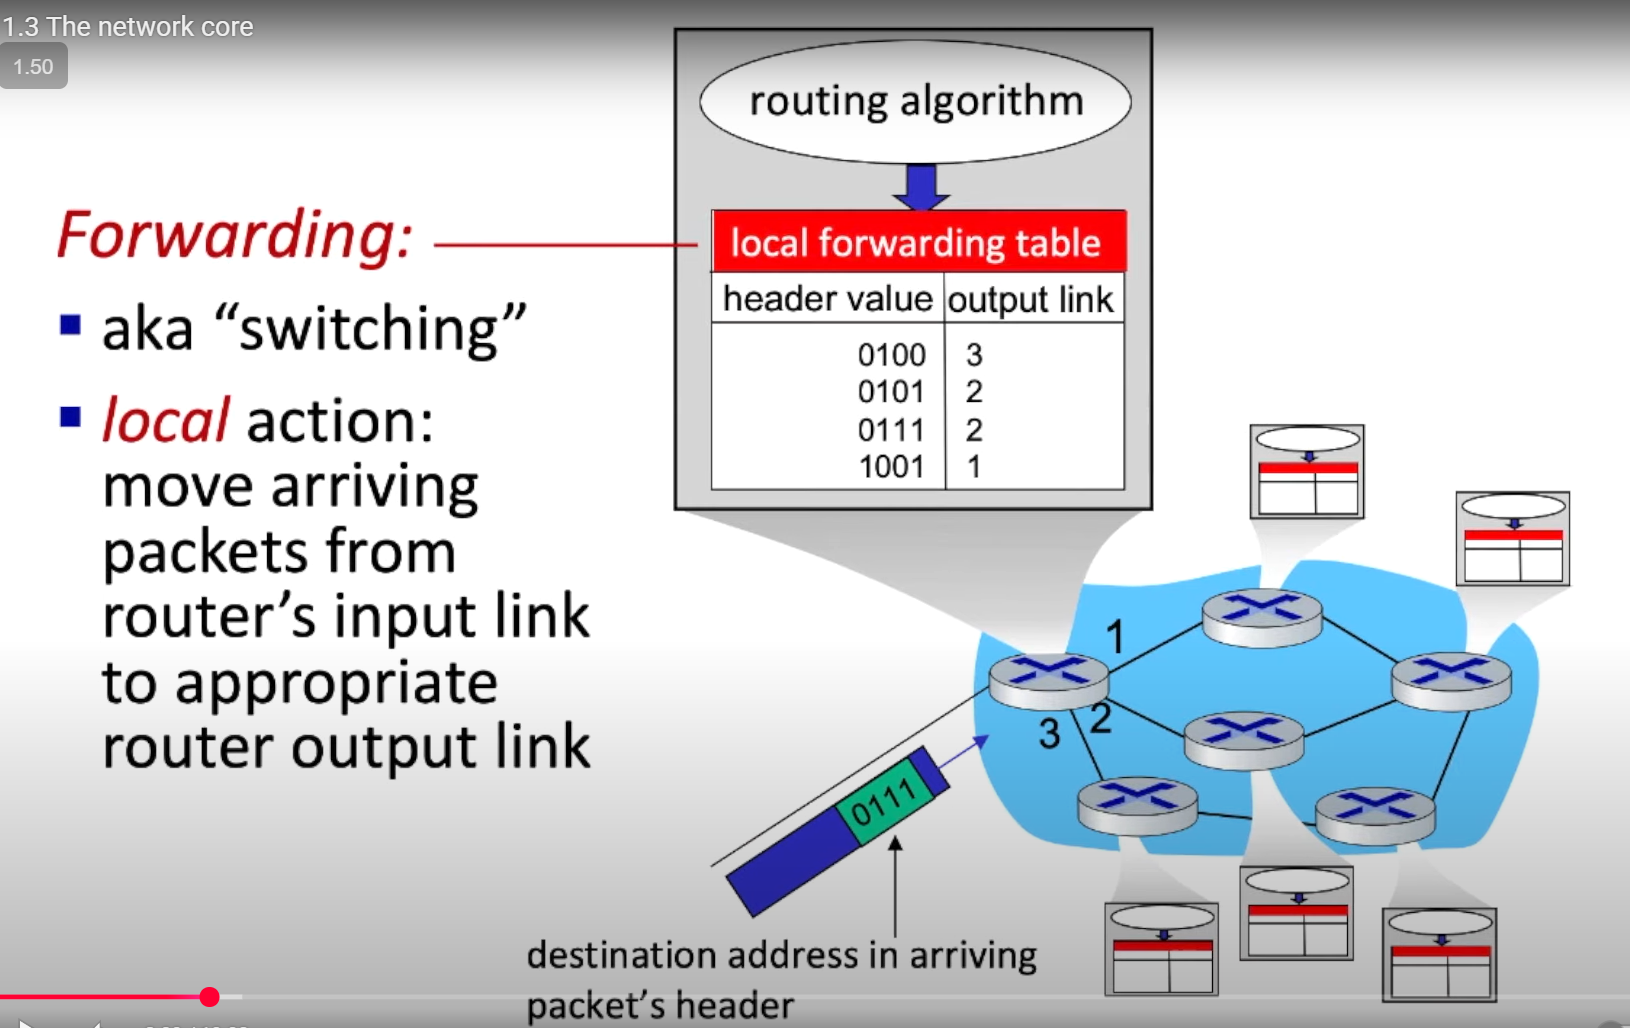 1.3 The network core
1.50
routing algorithm
Forwarding:
local forwarding table
header value output link
0100 3
0101 2
0111 2
1001 1
aka “switching”
local action:
move arriving
packets from
router’s input link
to appropriate
router output link
1
2
3
0111
destination address in arriving
packet’s header